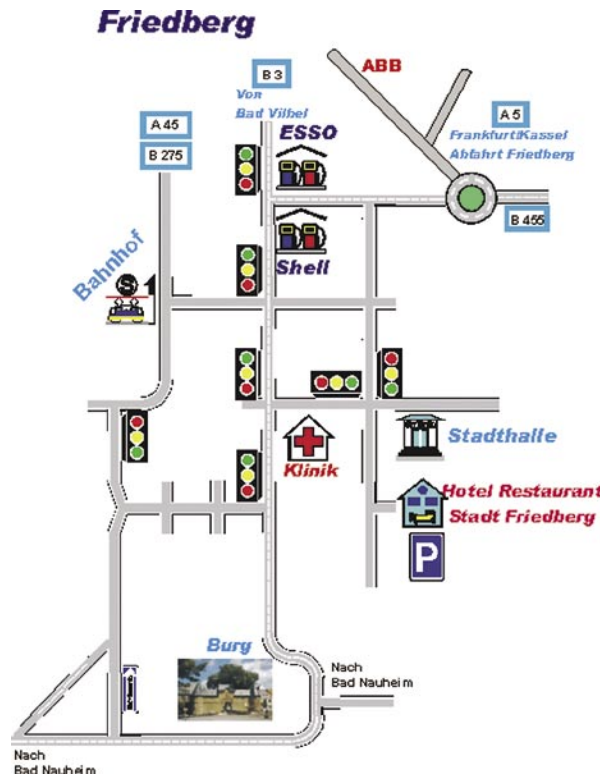 Friedberg
B 3
Von
Bad Vilbel
ABB
A 45
B 275
ESSO
A 5
Frankfurt/Kassel
Abfahrt Friedberg
B 455
Bahnhof
S
Shell
Stadthalle
Klinik
Hotel Restaurant
Stadt Friedberg
P
Burg
Nach
Bad Nauheim
Nach
Bad Nauheim